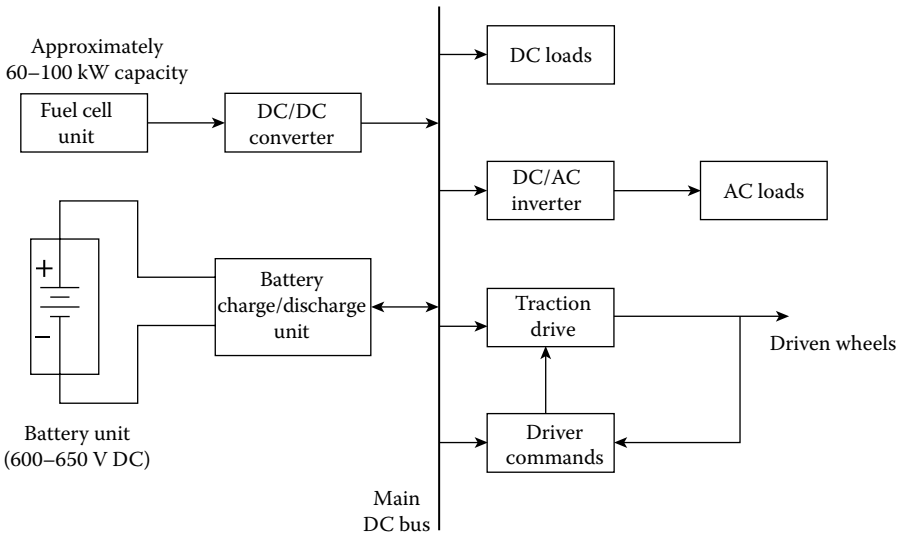 Approximately
60–100 kW capacity
Fuel cell
unit
DC/DC
converter
DC loads
DC/AC
inverter
AC loads
+
−
Battery
charge/discharge
unit
Traction
drive
Driven wheels
Battery unit
(600–650 V DC)
Driver
commands
Main
DC bus